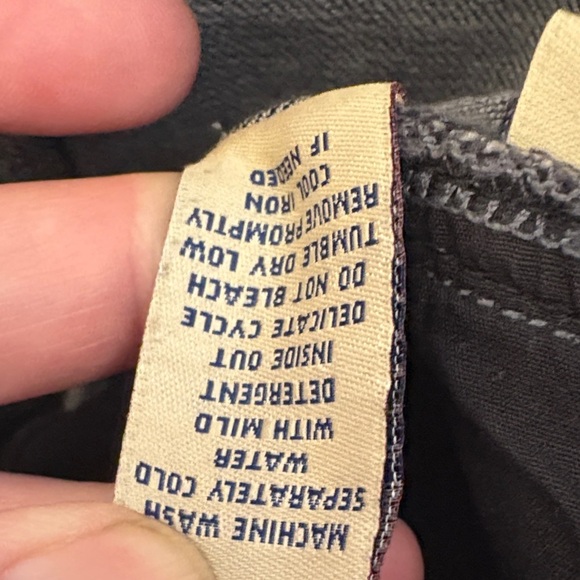 MACHINE WASH
SEPARATELY COLD
WATER
WITH MILD
DETERGENT
INSIDE OUT
DELICATE CYCLE
DO NOT BLEACH
TUMBLE DRY LOW
REMOVE PROMPTLY
COOL IRON
IF NEEDED